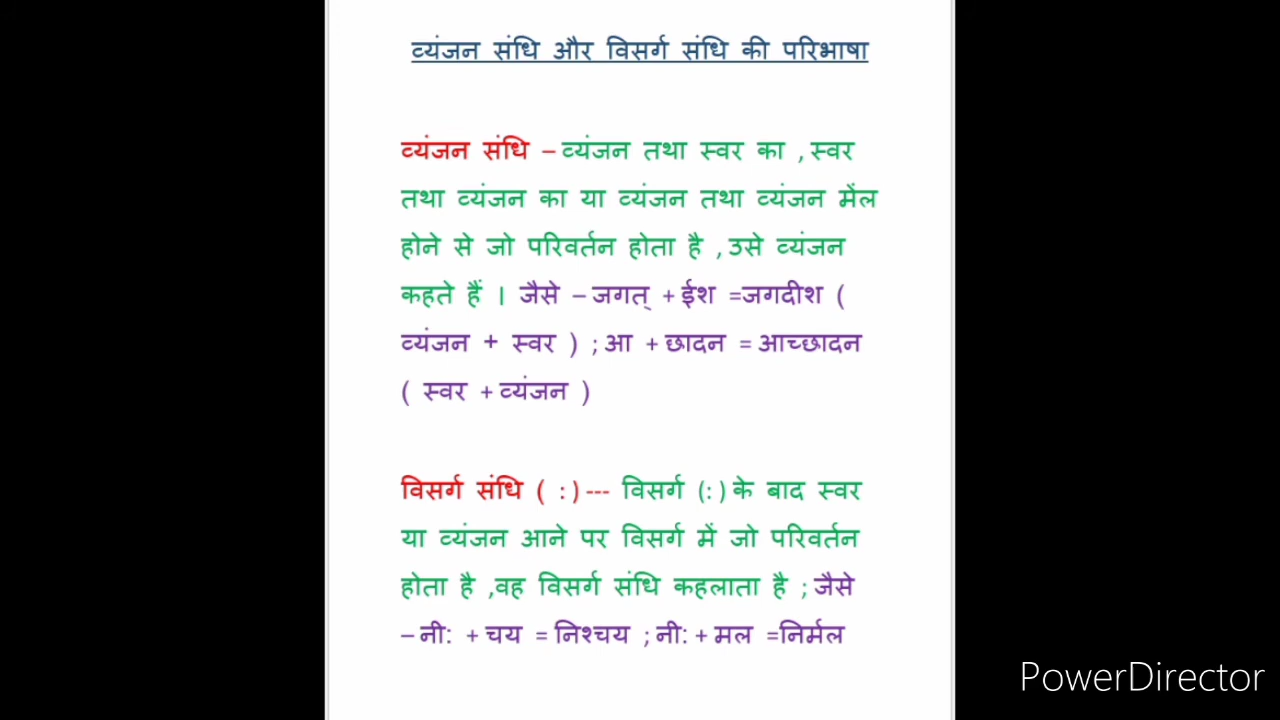 व्यंजन संधि और विसर्ग संधि की परिभाषा
व्यंजन संधि – व्यंजन तथा स्वर का , स्वर
तथा व्यंजन का या व्यंजन तथा व्यंजन मेंल
होने से जो परिवर्तन होता है , उसे व्यंजन
कहते हैं । जैसे – जगत् + ईश =जगदीश (
व्यंजन + स्वर ) ; आ + छादन = आच्छादन
( स्वर + व्यंजन )
विसर्ग संधि ( : ) --- विसर्ग (: ) के बाद स्वर
या व्यंजन आने पर विसर्ग में जो परिवर्तन
होता है ,वह विसर्ग संधि कहलाता है ; जैसे
– नी: + चय = निश्चय ; नी: + मल =निर्मल
PowerDirector